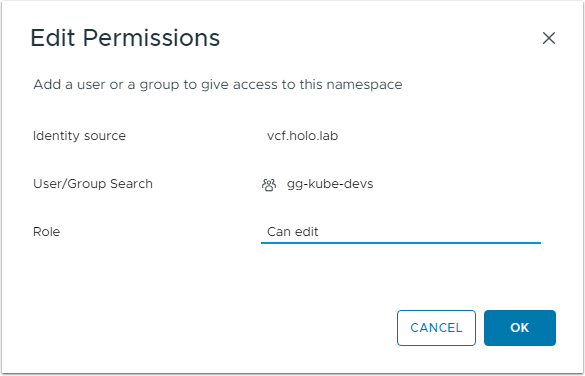 Edit Permissions
Add a user or a group to give access to this namespace
Identity source vcf.holo.lab
User/Group Search gg-kube-devs
Role Can edit
CANCEL OK